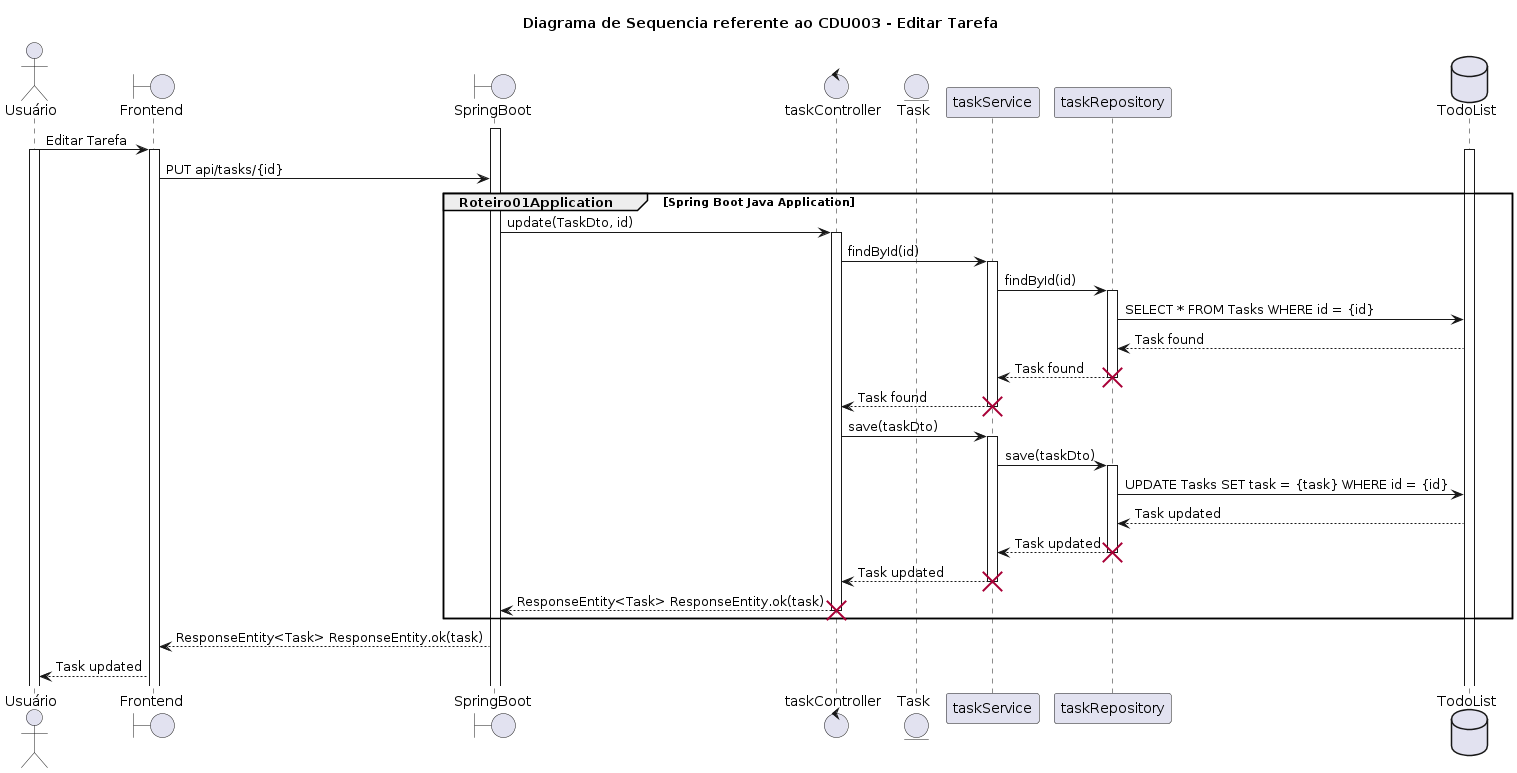 Diagrama de Sequencia referente ao CDU003 - Editar Tarefa
Usuário
Frontend
SpringBoot
taskController
Task
taskService
taskRepository
TodoList
Editar Tarefa
PUT api/tasks/{id}
Roteiro01Application
[Spring Boot Java Application]
update(TaskDto, id)
findById(id)
findById(id)
SELECT * FROM Tasks WHERE id = {id}
Task found
Task found
Task found
save(taskDto)
save(taskDto)
UPDATE Tasks SET task = {task} WHERE id = {id}
Task updated
Task updated
Task updated
ResponseEntity<Task> ResponseEntity.ok(task)
ResponseEntity<Task> ResponseEntity.ok(task)
Task updated
Usuário
Frontend
SpringBoot
taskController
Task
taskService
taskRepository
TodoList